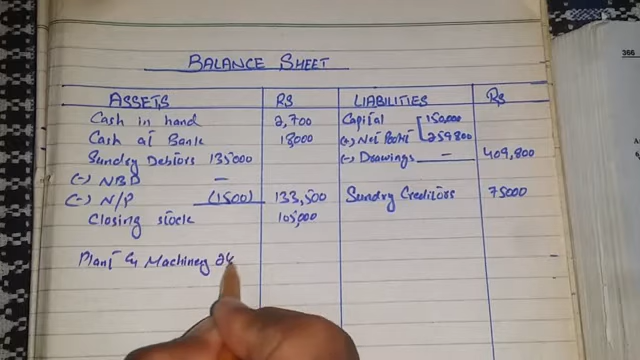 366
BALANCE SHEET
ASSETS RS LIABILITIES RS
Cash in hand 2,700 Capital 150,000
Cash at Bank 18000 (+) Net Profit 259800
Sundry Debtors 135000 (-) Drawings — 409,800
(-) NBD —
(-) N/P (1500) 133,500 Sundry Creditors 75000
Closing stock 105,000
Plant & Machinery